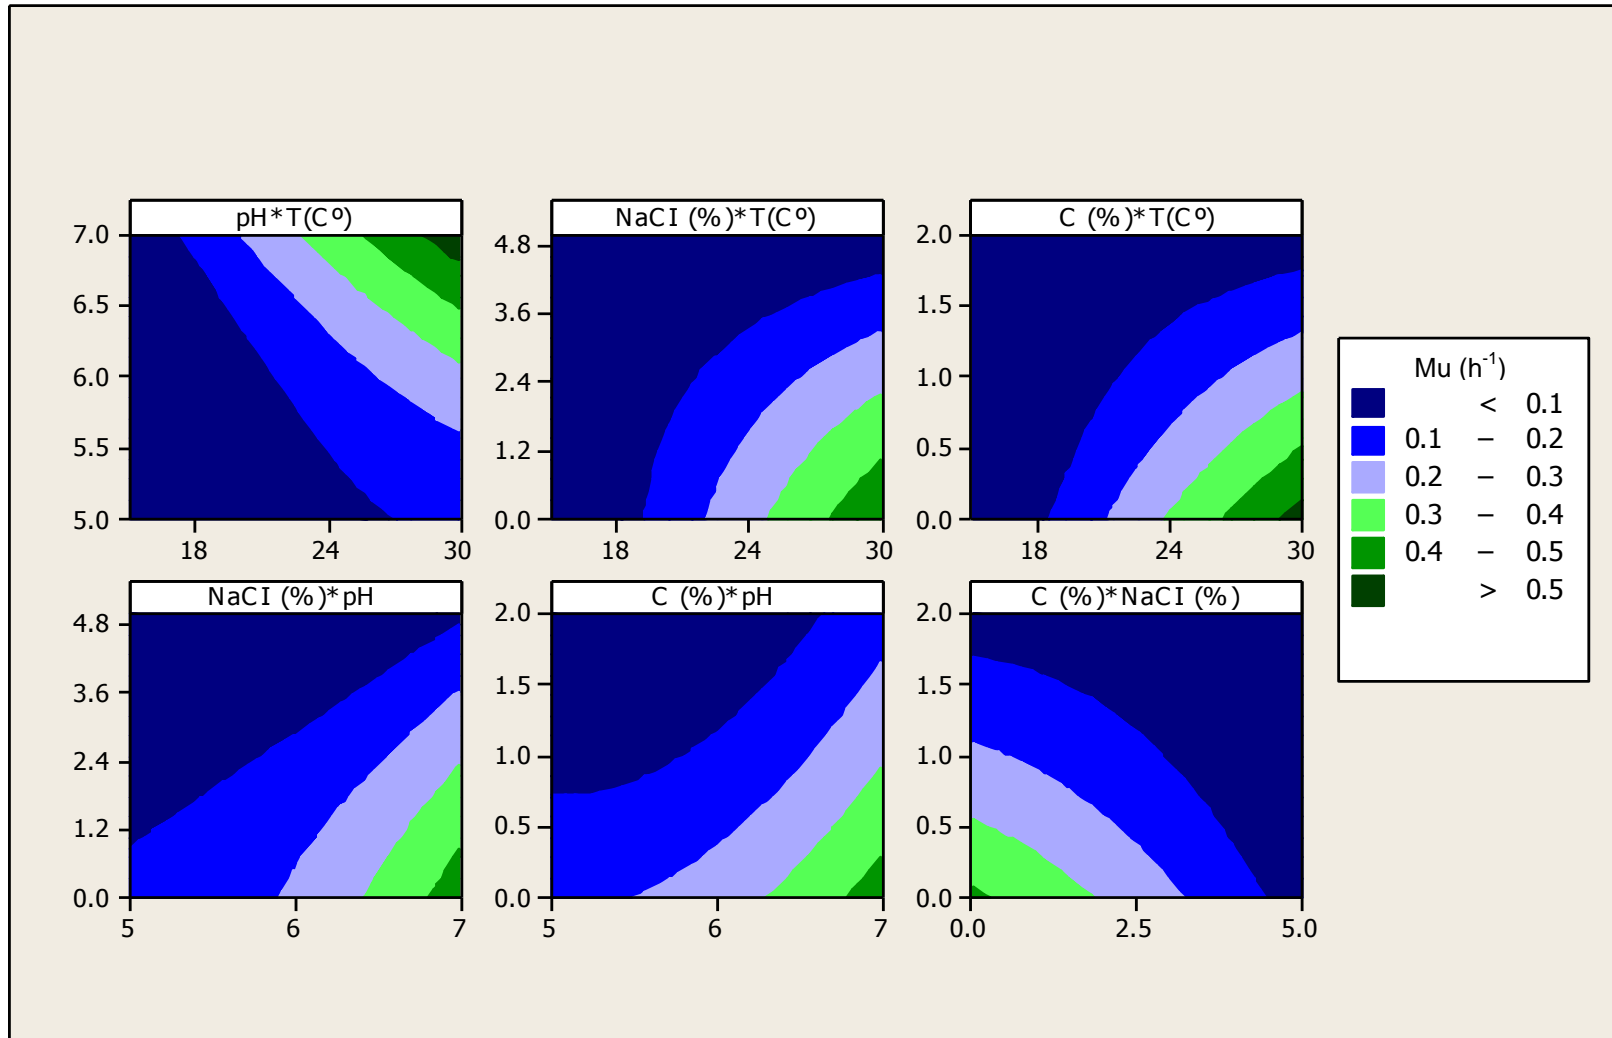 pH*T(Cº)
7.0
6.5
6.0
5.5
5.0
18 24 30
NaCI (%)*T(Cº)
4.8
3.6
2.4
1.2
0.0
18 24 30
C (%)*T(Cº)
2.0
1.5
1.0
0.5
0.0
18 24 30
NaCI (%)*pH
4.8
3.6
2.4
1.2
0.0
5 6 7
C (%)*pH
2.0
1.5
1.0
0.5
0.0
5 6 7
C (%)*NaCI (%)
2.0
1.5
1.0
0.5
0.0
0.0 2.5 5.0
Mu (h⁻¹)
< 0.1
0.1 – 0.2
0.2 – 0.3
0.3 – 0.4
0.4 – 0.5
> 0.5